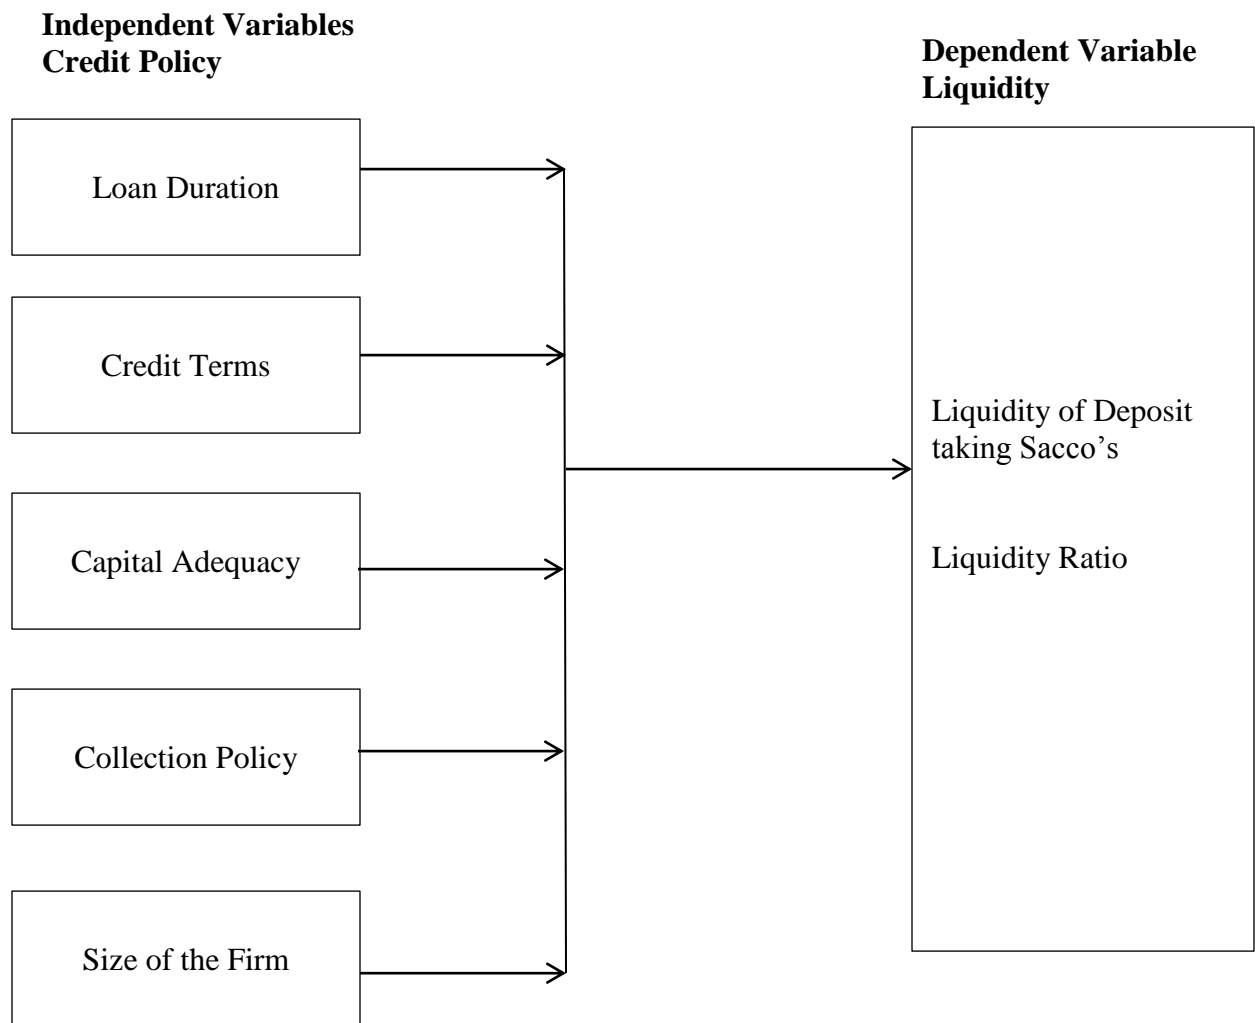 Independent Variables
Credit Policy
Dependent Variable
Liquidity
Loan Duration
Credit Terms
Capital Adequacy
Collection Policy
Size of the Firm
Liquidity of Deposit
taking Sacco’s
Liquidity Ratio